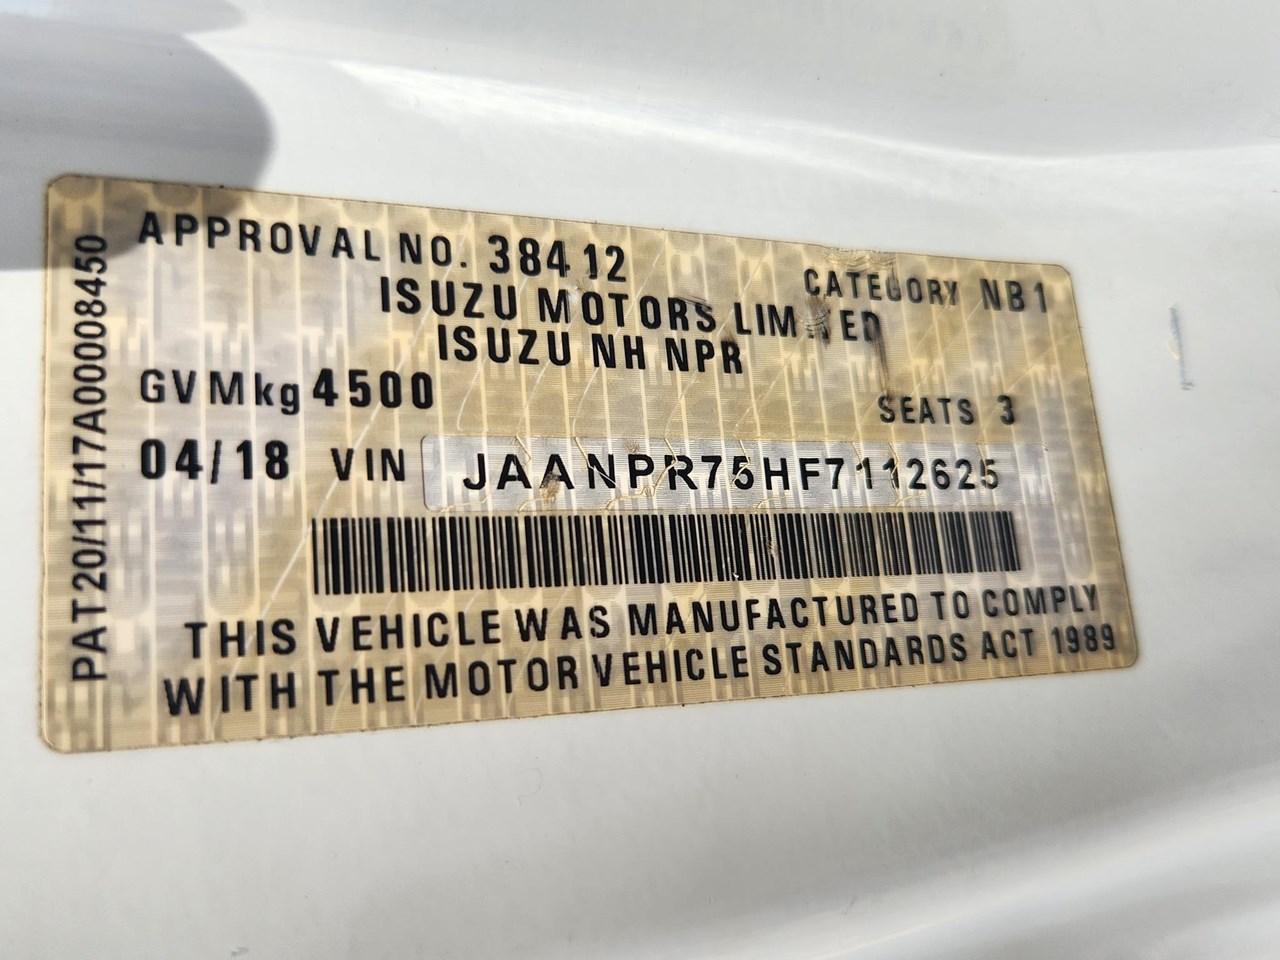 PAT20/11/17A00008450
APPROVAL NO. 38412
CATEGORY NB1
ISUZU MOTORS LIMITED
ISUZU NH NPR
GVMkg 4500
SEATS 3
04/18 VIN JAANPR75HF7112625
THIS VEHICLE WAS MANUFACTURED TO COMPLY
WITH THE MOTOR VEHICLE STANDARDS ACT 1989